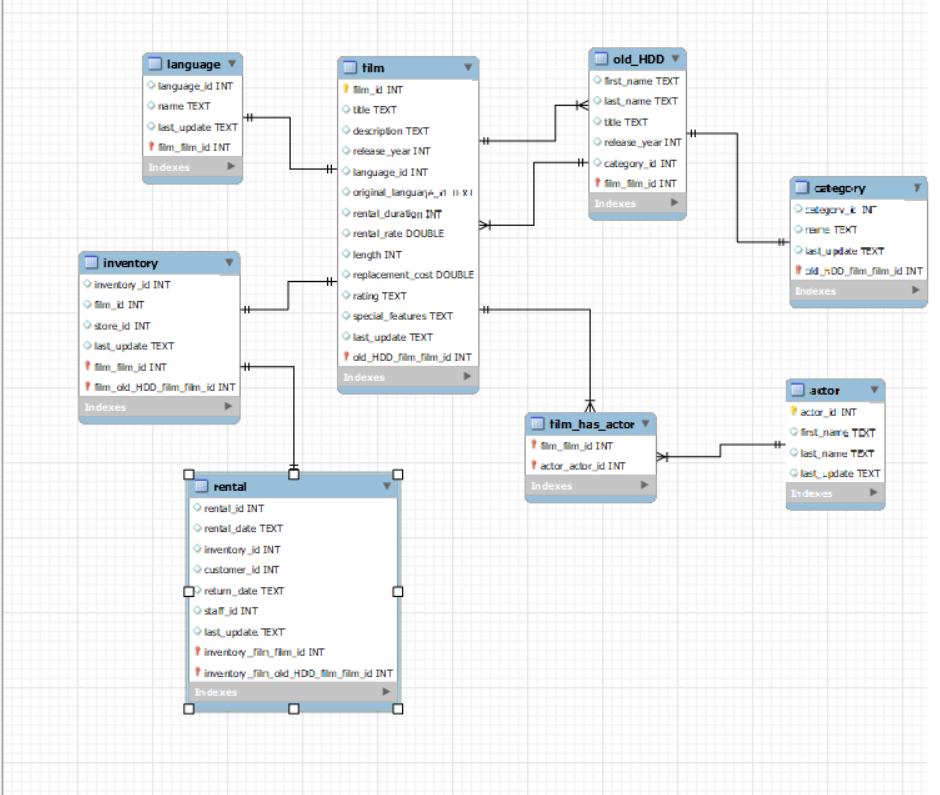 language
language_id INT
name TEXT
last_update TEXT
film_film_id INT
Indexes
film
film_id INT
title TEXT
description TEXT
release_year INT
language_id INT
rental_duration INT
rental_rate DOUBLE
length INT
replacement_cost DOUBLE
rating TEXT
special_features TEXT
last_update TEXT
old_HDD_film_film_id INT
Indexes
old_HDD
first_name TEXT
last_name TEXT
title TEXT
release_year INT
category_id INT
film_film_id INT
Indexes
category
category_id INT
name TEXT
last_update TEXT
old_HDD_film_film_id INT
Indexes
inventory
inventory_id INT
film_id INT
store_id INT
last_update TEXT
film_film_id INT
film_old_HDD_film_film_id INT
Indexes
film_has_actor
film_film_id INT
actor_actor_id INT
Indexes
actor
actor_id INT
first_name TEXT
last_name TEXT
last_update TEXT
Indexes
rental
rental_id INT
rental_date TEXT
inventory_id INT
customer_id INT
return_date TEXT
staff_id INT
last_update TEXT
inventory_film_film_id INT
inventory_film_old_HDD_film_film_id INT
Indexes